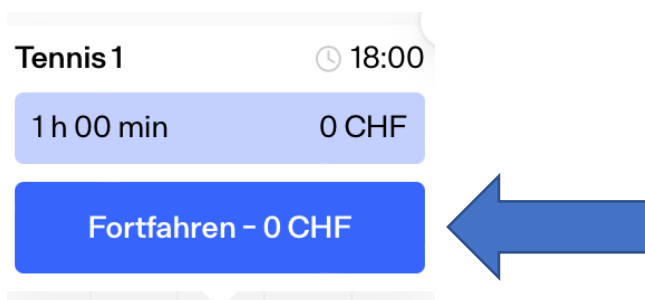 Tennis 1 18:00
1 h 00 min 0 CHF
Fortfahren – 0 CHF